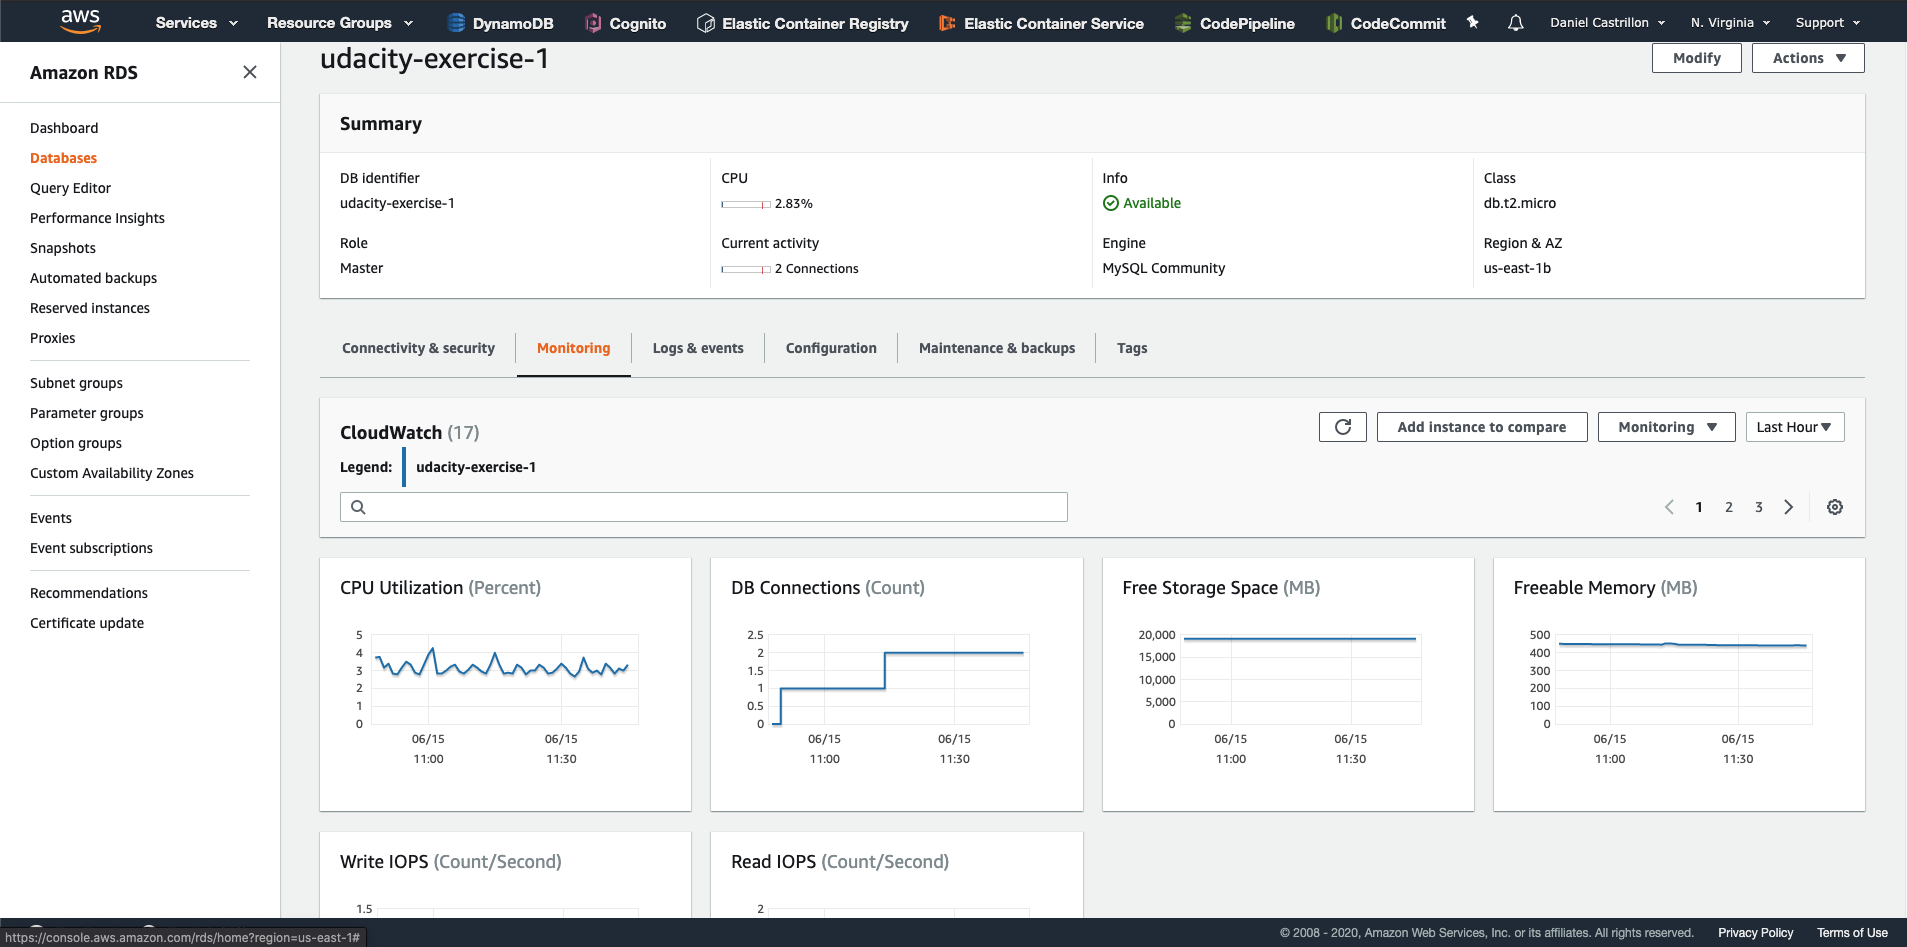 aws
Services
Resource Groups
DynamoDB
Cognito
Elastic Container Registry
Elastic Container Service
CodePipeline
CodeCommit
Daniel Castrillon
N. Virginia
Support
Amazon RDS
Dashboard
Databases
Query Editor
Performance Insights
Snapshots
Automated backups
Reserved instances
Proxies
Subnet groups
Parameter groups
Option groups
Custom Availability Zones
Events
Event subscriptions
Recommendations
Certificate update
udacity-exercise-1
Modify
Actions
Summary
DB identifier
udacity-exercise-1
Role
Master
CPU
2.83%
Current activity
2 Connections
Info
Available
Engine
MySQL Community
Class
db.t2.micro
Region & AZ
us-east-1b
Connectivity & security
Monitoring
Logs & events
Configuration
Maintenance & backups
Tags
CloudWatch (17)
Add instance to compare
Monitoring
Last Hour
Legend: udacity-exercise-1
1 2 3
CPU Utilization (Percent)
5
4
3
2
1
0
06/15
11:00
06/15
11:30
DB Connections (Count)
2.5
2
1.5
1
0.5
0
06/15
11:00
06/15
11:30
Free Storage Space (MB)
20,000
15,000
10,000
5,000
0
06/15
11:00
06/15
11:30
Freeable Memory (MB)
500
400
300
200
100
0
06/15
11:00
06/15
11:30
Write IOPS (Count/Second)
1.5
Read IOPS (Count/Second)
2
https://console.aws.amazon.com/rds/home?region=us-east-1#
© 2008 - 2020, Amazon Web Services, Inc. or its affiliates. All rights reserved.
Privacy Policy
Terms of Use